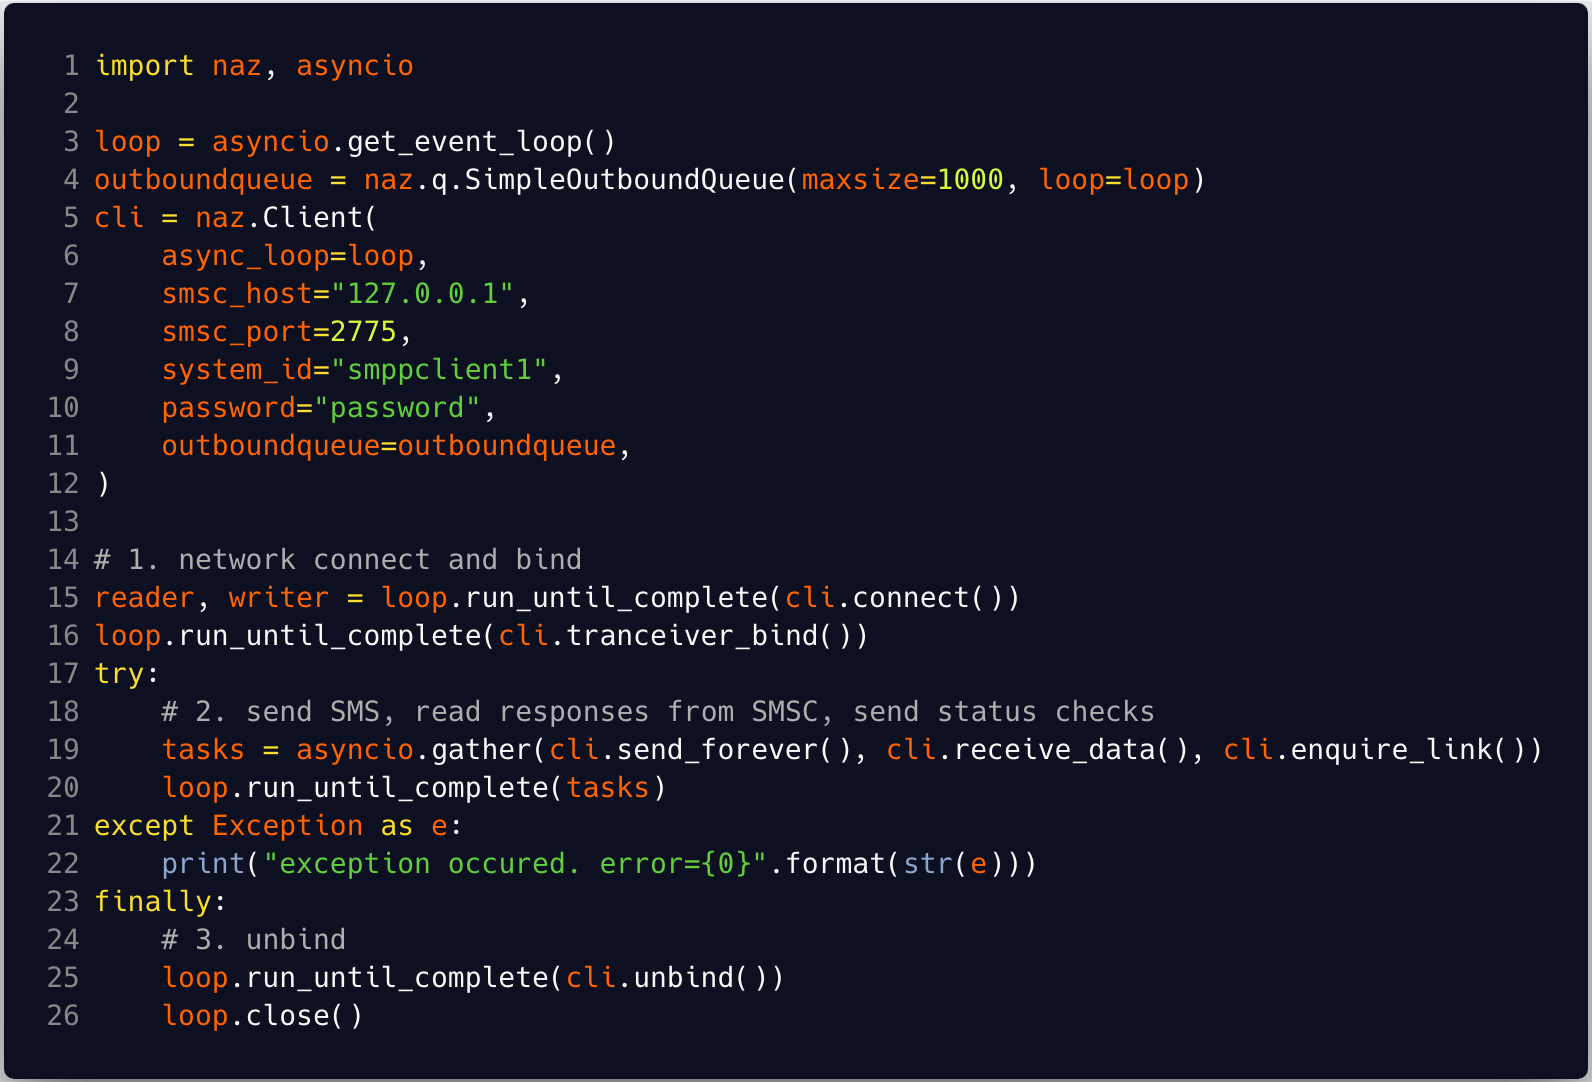 1 import naz, asyncio
2
3 loop = asyncio.get_event_loop()
4 outboundqueue = naz.q.SimpleOutboundQueue(maxsize=1000, loop=loop)
5 cli = naz.Client(
6     async_loop=loop,
7     smsc_host="127.0.0.1",
8     smsc_port=2775,
9     system_id="smppclient1",
10     password="password",
11     outboundqueue=outboundqueue,
12 )
13
14 # 1. network connect and bind
15 reader, writer = loop.run_until_complete(cli.connect())
16 loop.run_until_complete(cli.tranceiver_bind())
17 try:
18     # 2. send SMS, read responses from SMSC, send status checks
19     tasks = asyncio.gather(cli.send_forever(), cli.receive_data(), cli.enquire_link())
20     loop.run_until_complete(tasks)
21 except Exception as e:
22     print("exception occured. error={0}".format(str(e)))
23 finally:
24     # 3. unbind
25     loop.run_until_complete(cli.unbind())
26     loop.close()